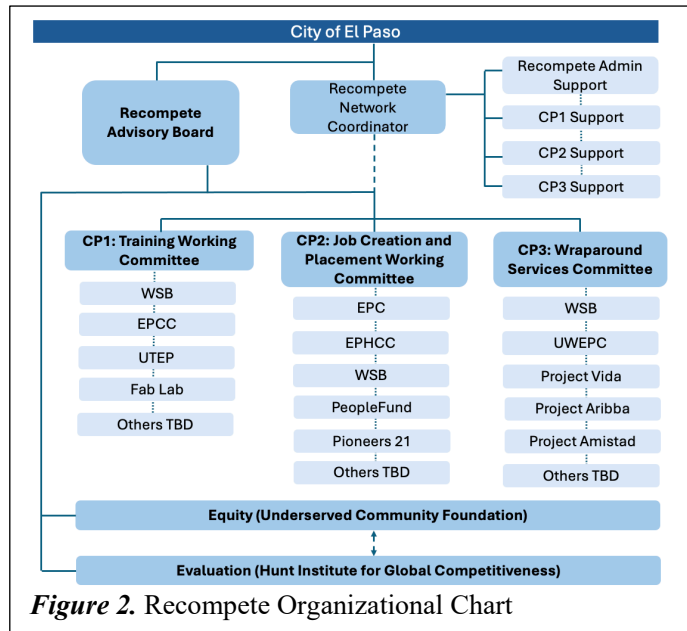 City of El Paso
Recompete
Advisory Board
Recompete
Network
Coordinator
Recompete Admin
Support
CP1 Support
CP2 Support
CP3 Support
CP1: Training Working
Committee
WSB
EPCC
UTEP
Fab Lab
Others TBD
CP2: Job Creation and
Placement Working
Committee
EPC
EPHCC
WSB
PeopleFund
Pioneers 21
Others TBD
CP3: Wraparound
Services Committee
WSB
UWEPC
Project Vida
Project Aribba
Project Amistad
Others TBD
Equity (Underserved Community Foundation)
Evaluation (Hunt Institute for Global Competitiveness)
Figure 2. Recompete Organizational Chart